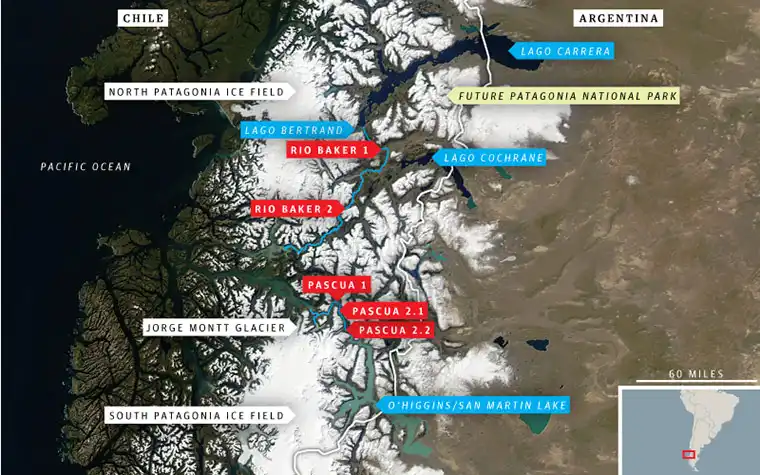 CHILE
ARGENTINA
LAGO CARRERA
NORTH PATAGONIA ICE FIELD
FUTURE PATAGONIA NATIONAL PARK
LAGO BERTRAND
RIO BAKER 1
LAGO COCHRANE
PACIFIC OCEAN
RIO BAKER 2
PASCUA 1
PASCUA 2.1
JORGE MONTT GLACIER
PASCUA 2.2
60 MILES
SOUTH PATAGONIA ICE FIELD
O'HIGGINS/SAN MARTIN LAKE